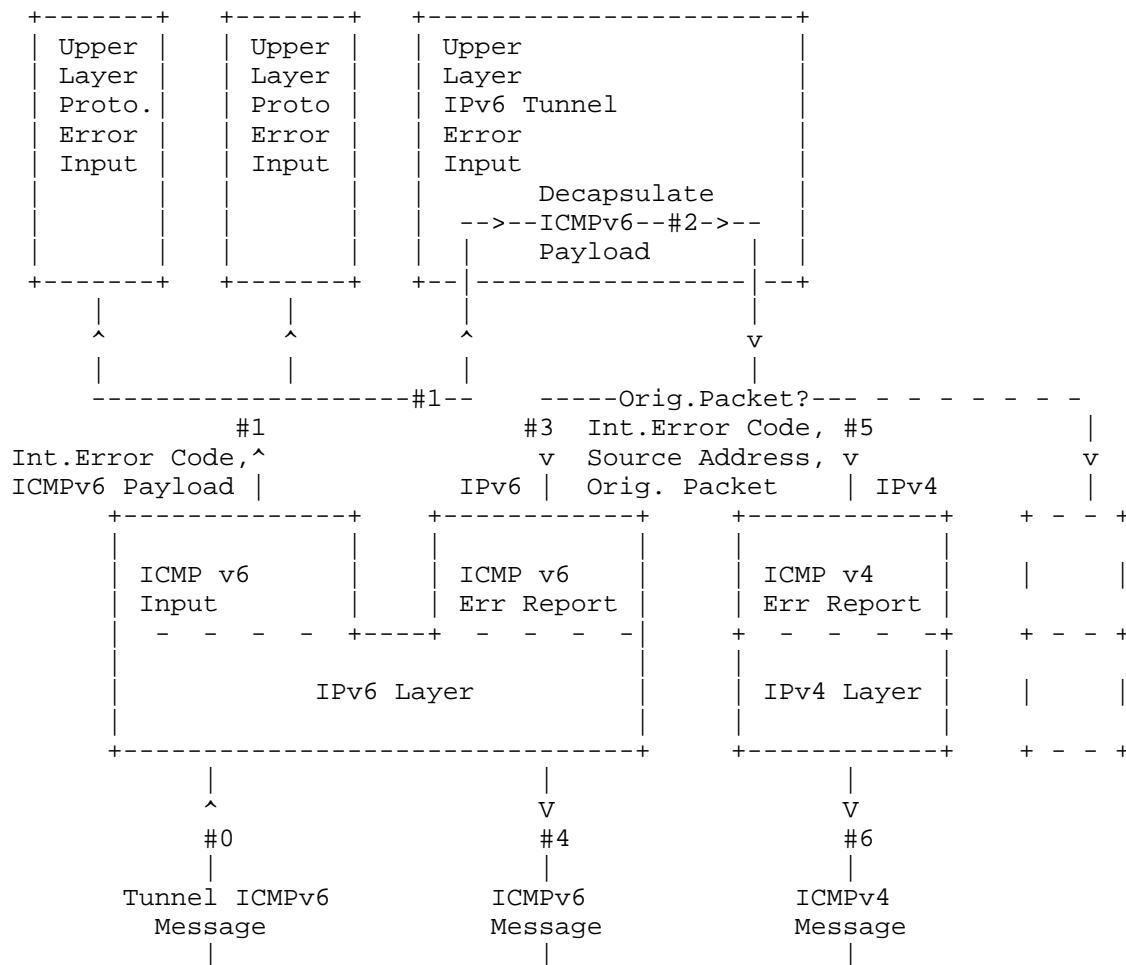 Upper Upper Upper
Layer Layer Layer
Proto. Proto IPv6 Tunnel
Error Error Error
Input Input Input
Decapsulate
-->--ICMPv6--#2->--
Payload
--------------------#1-- -----Orig.Packet?--- - - - - - - -
#1 #3 Int.Error Code, #5
Int.Error Code,^ v Source Address, v v
ICMPv6 Payload | IPv6 | Orig. Packet | IPv4 |
ICMP v6 ICMP v6 ICMP v4
Input Err Report Err Report
IPv6 Layer IPv4 Layer
#0 #4 #6
Tunnel ICMPv6 ICMPv6 ICMPv4
Message Message Message